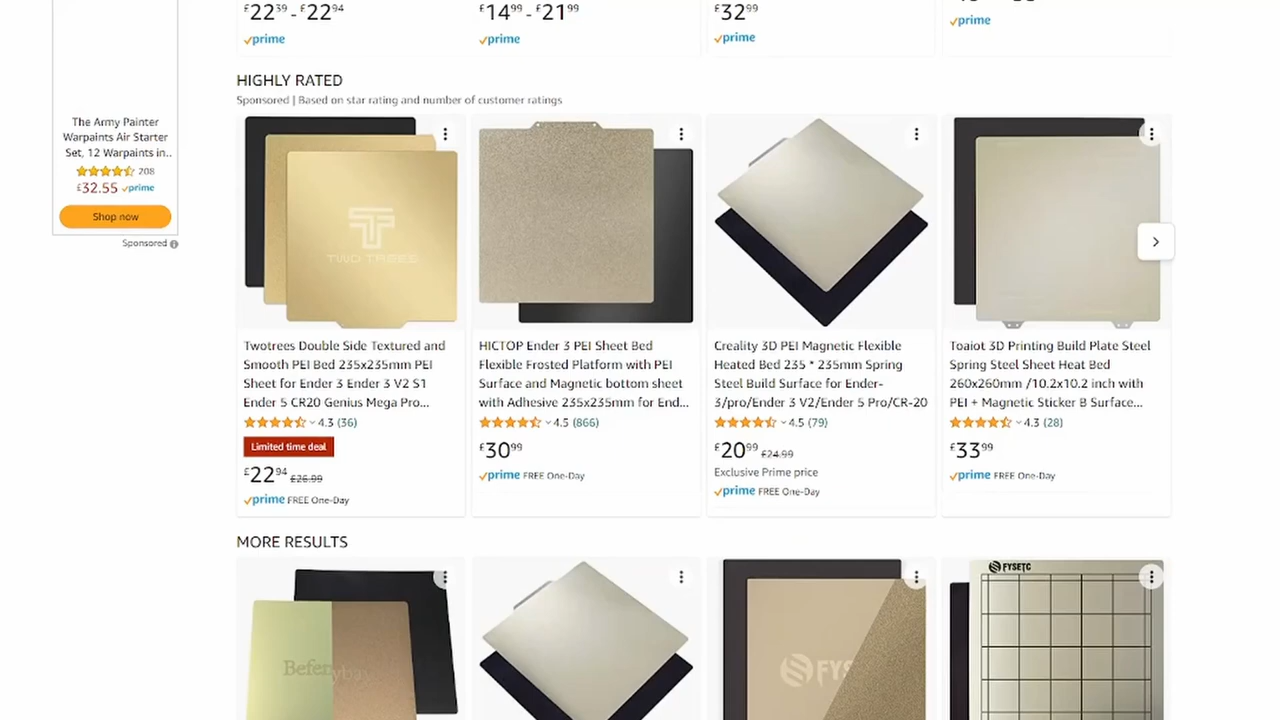 £22.39 - £22.94
£14.99 - £21.99
£32.99
prime
prime
prime
prime
HIGHLY RATED
Sponsored | Based on star rating and number of customer ratings
The Army Painter
Warpaints Air Starter
Set, 12 Warpaints in..
208
£32.55 prime
Shop now
Sponsored
TWO TREES
Twotrees Double Side Textured and
Smooth PEI Bed 235x235mm PEI
Sheet for Ender 3 Ender 3 V2 S1
Ender 5 CR20 Genius Mega Pro...
4.3 (36)
Limited time deal
£22.94 £26.99
prime FREE One-Day
HICTOP Ender 3 PEI Sheet Bed
Flexible Frosted Platform with PEI
Surface and Magnetic bottom sheet
with Adhesive 235x235mm for End...
4.5 (866)
£30.99
prime FREE One-Day
Creality 3D PEI Magnetic Flexible
Heated Bed 235 * 235mm Spring
Steel Build Surface for Ender-
3/pro/Ender 3 V2/Ender 5 Pro/CR-20
4.5 (79)
£20.99 £24.99
Exclusive Prime price
prime FREE One-Day
Toaiot 3D Printing Build Plate Steel
Spring Steel Sheet Heat Bed
260x260mm /10.2x10.2 inch with
PEI + Magnetic Sticker B Surface...
4.3 (28)
£33.99
prime FREE One-Day
MORE RESULTS
Befenybay
FYS
FYSETC